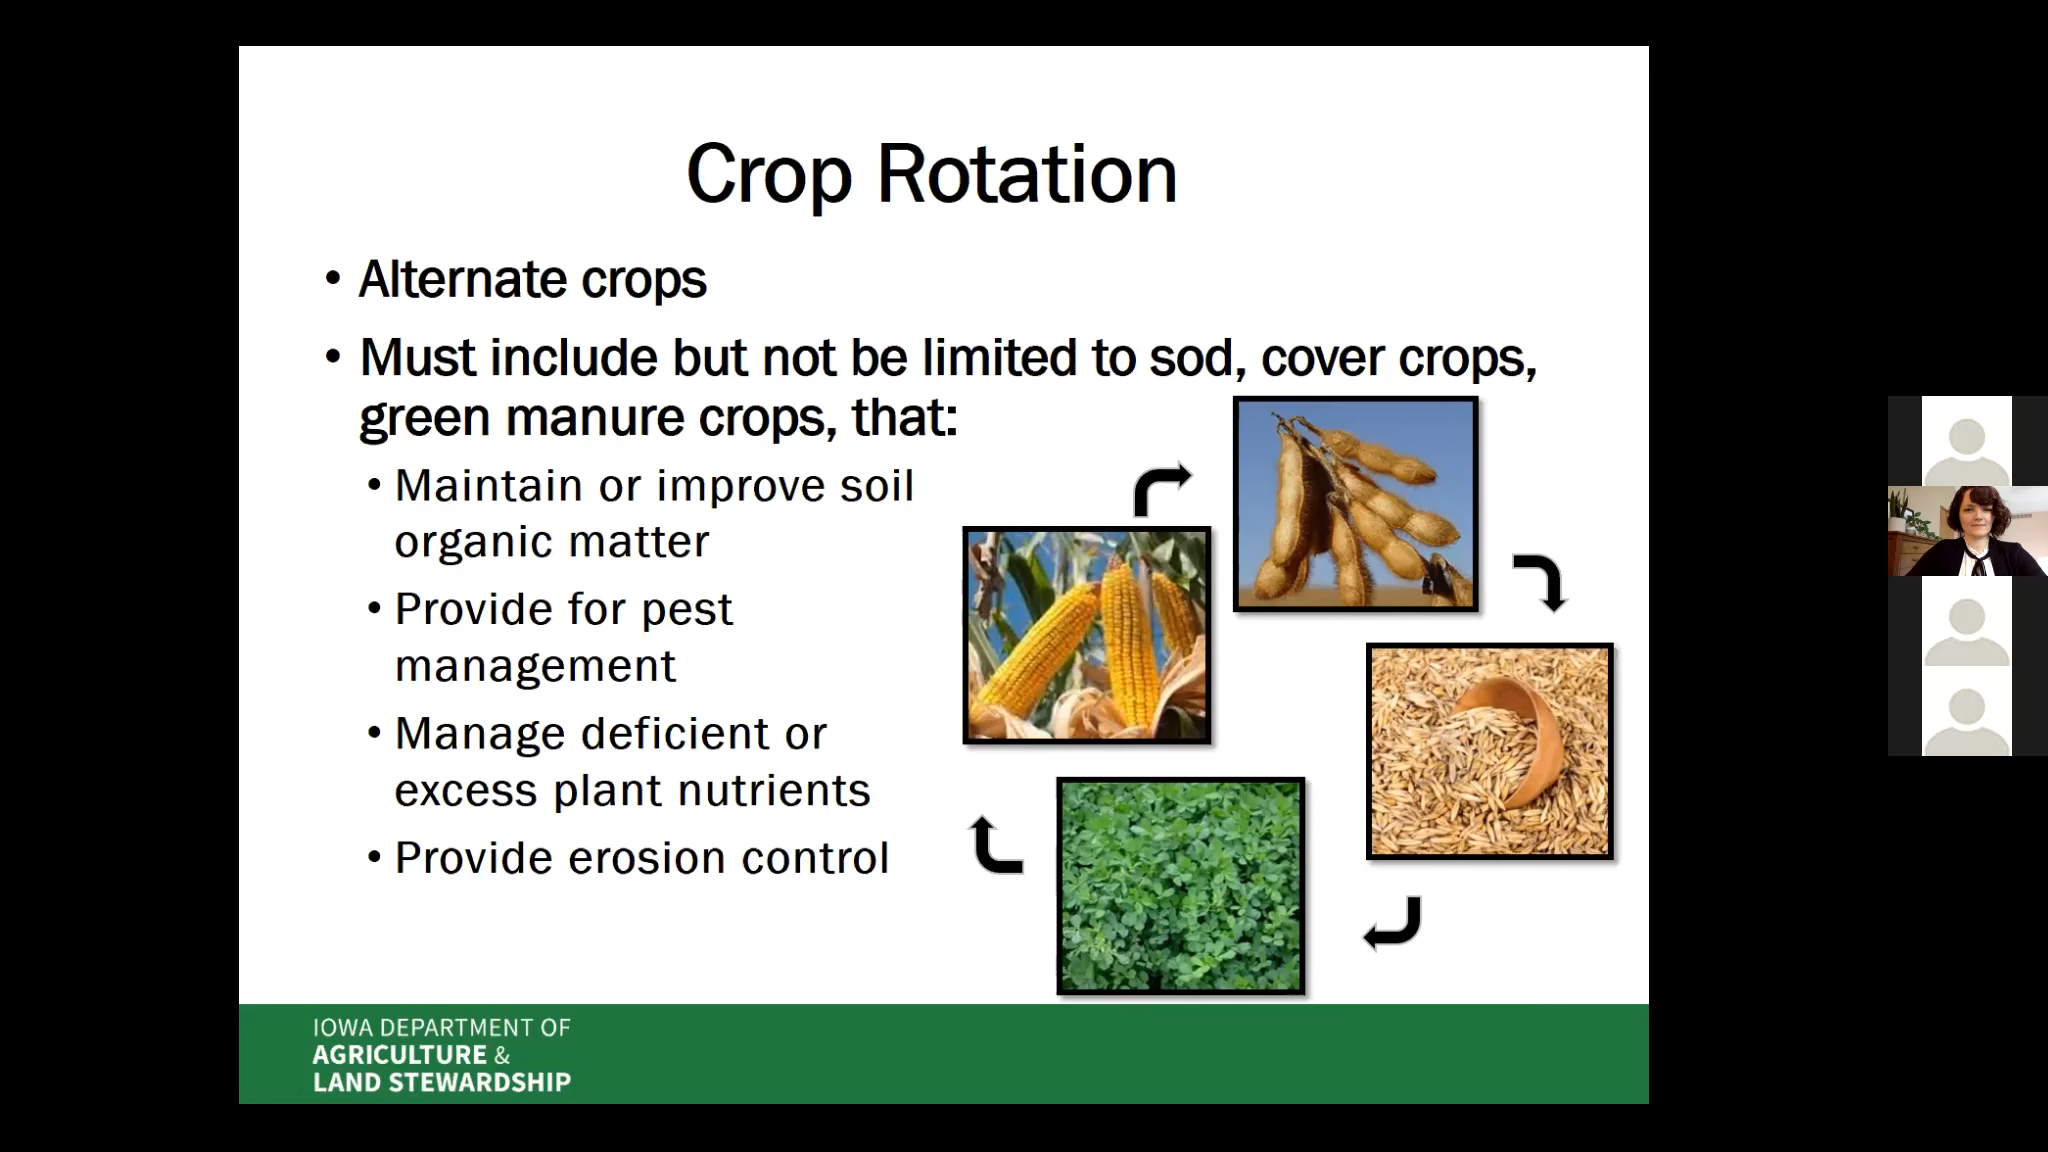 Crop Rotation
• Alternate crops
• Must include but not be limited to sod, cover crops,
green manure crops, that:
• Maintain or improve soil
organic matter
• Provide for pest
management
• Manage deficient or
excess plant nutrients
• Provide erosion control
IOWA DEPARTMENT OF
AGRICULTURE &
LAND STEWARDSHIP